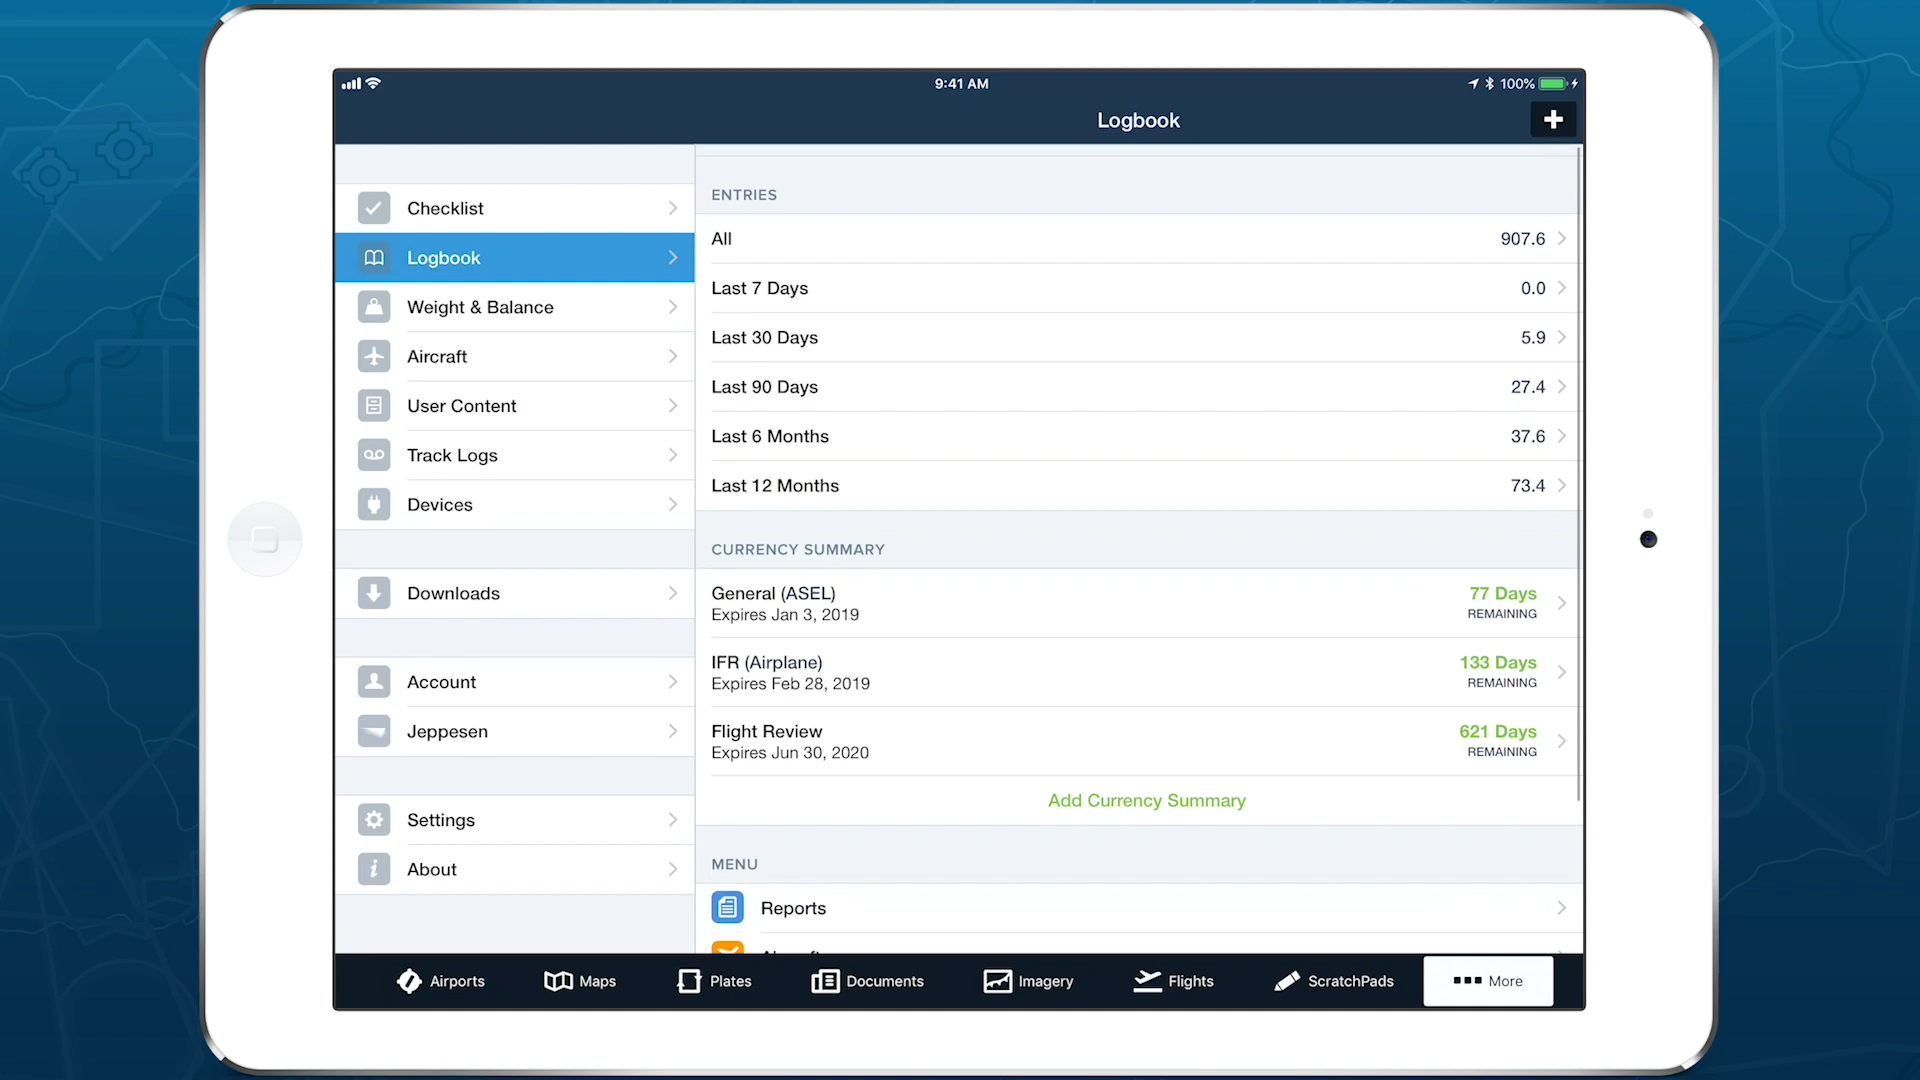 9:41 AM
100%
Logbook
Checklist
Logbook
Weight & Balance
Aircraft
User Content
Track Logs
Devices
Downloads
Account
Jeppesen
Settings
About
ENTRIES
All 907.6
Last 7 Days 0.0
Last 30 Days 5.9
Last 90 Days 27.4
Last 6 Months 37.6
Last 12 Months 73.4
CURRENCY SUMMARY
General (ASEL) 77 Days
Expires Jan 3, 2019 REMAINING
IFR (Airplane) 133 Days
Expires Feb 28, 2019 REMAINING
Flight Review 621 Days
Expires Jun 30, 2020 REMAINING
Add Currency Summary
MENU
Reports
Airports Maps Plates Documents Imagery Flights ScratchPads More